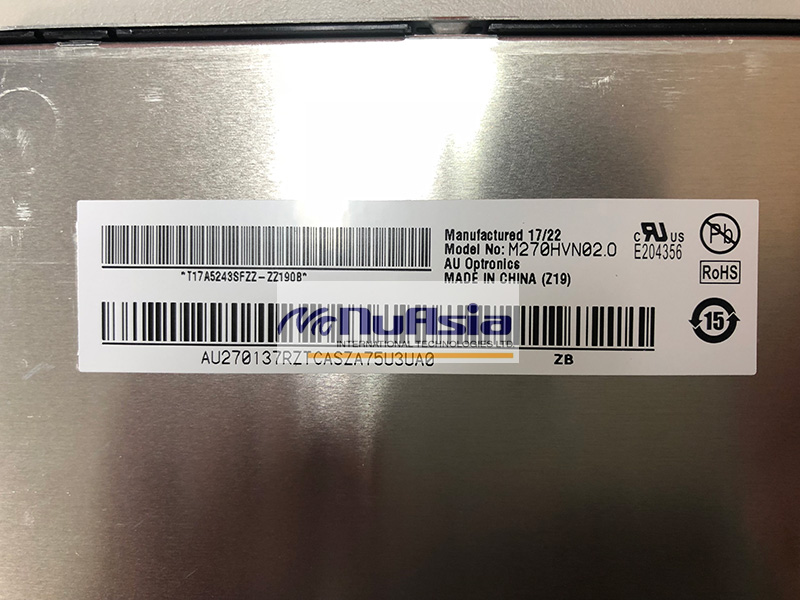 Manufactured 17/22
Model No: M270HVN02.0
AU Optronics
MADE IN CHINA (Z19)
*T17A5243SFZZ-ZZ190B*
c RU US
E204356
Pb
RoHS
15
NuAsia
INTERNATIONAL TECHNOLOGIES LTD
AU270137RZTCASZA75U3UA0
ZB